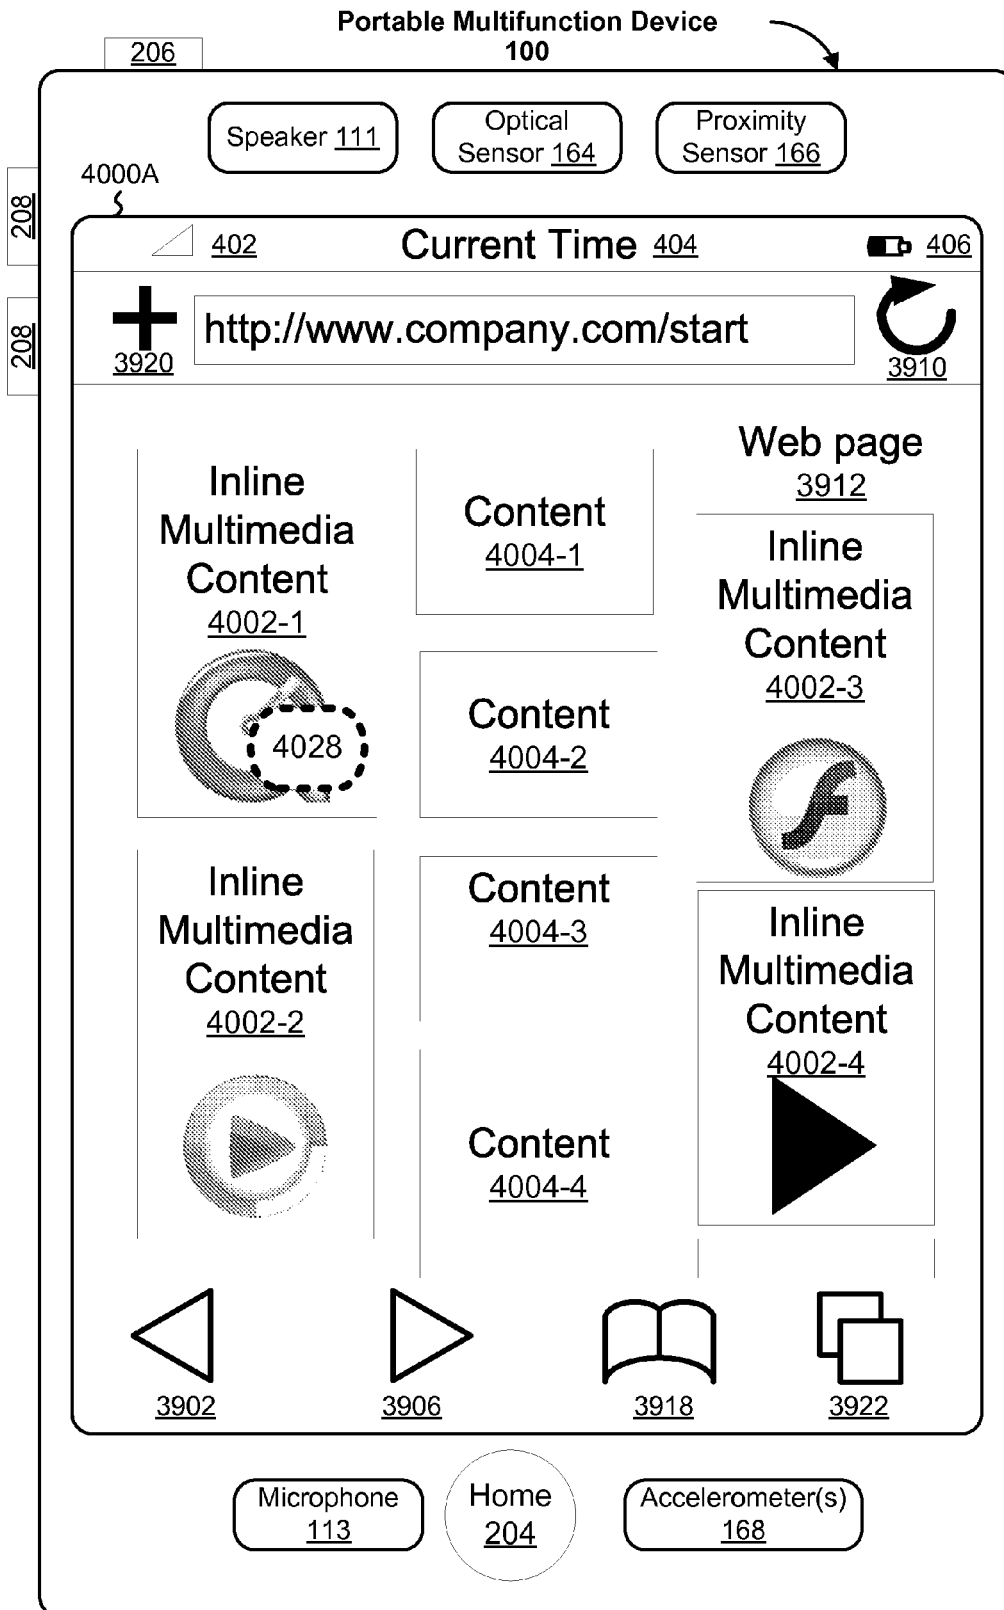 Portable Multifunction Device
100
206
Speaker 111
Optical
Sensor 164
Proximity
Sensor 166
4000A
208
208
402
Current Time 404
406
3920
http://www.company.com/start
3910
Web page
3912
Inline
Multimedia
Content
4002-1
4028
Content
4004-1
Inline
Multimedia
Content
4002-3
Content
4004-2
Inline
Multimedia
Content
4002-2
Content
4004-3
Inline
Multimedia
Content
4002-4
Content
4004-4
3902
3906
3918
3922
Microphone
113
Home
204
Accelerometer(s)
168